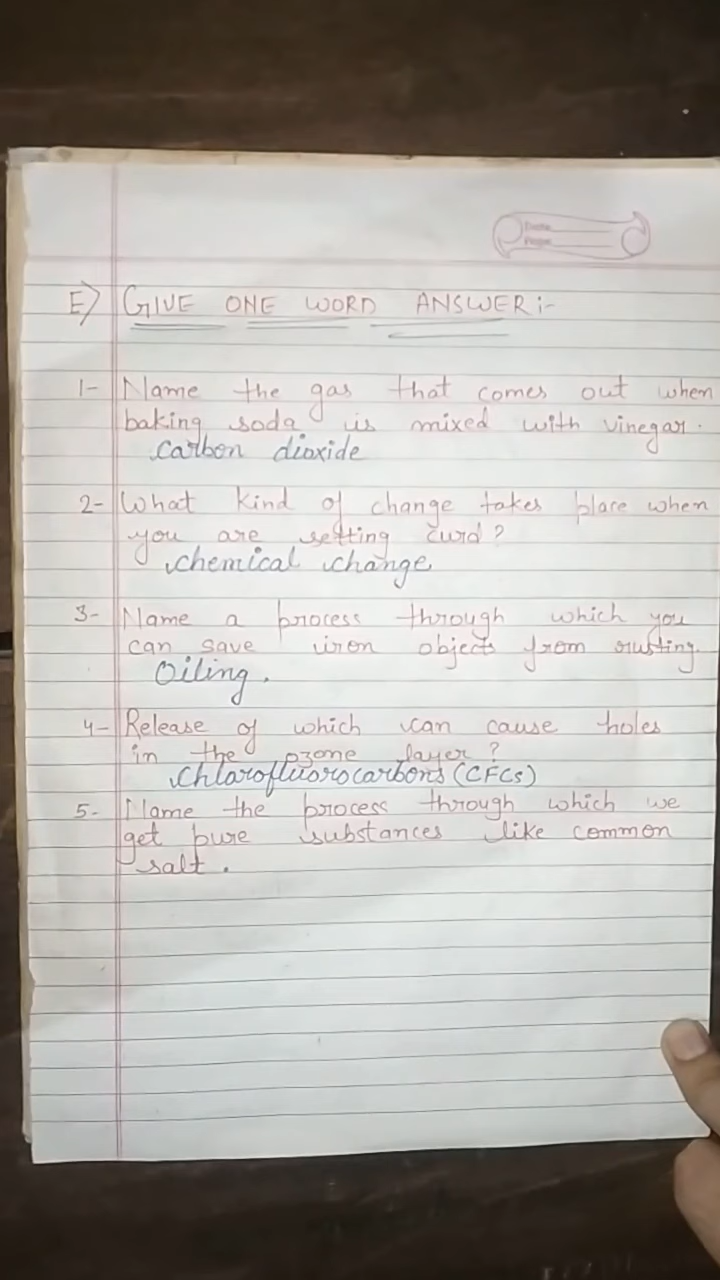 Date
Page
E) GIVE ONE WORD ANSWER:-
1- Name the gas that comes out when
baking soda is mixed with vinegar.
carbon dioxide
2- What kind of change takes place when
you are setting curd?
chemical change
3- Name a process through which you
can save iron objects from rusting.
Oiling.
4- Release of which can cause holes
in the ozone layer?
Chlorofluorocarbons (CFCs)
5- Name the process through which we
get pure substances like common
salt.